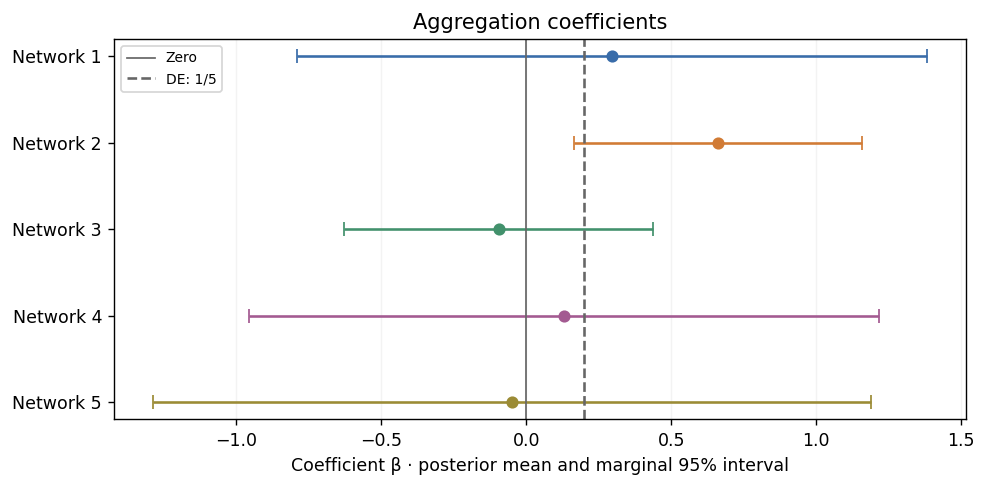 Aggregation coefficients
Zero
DE: 1/5
Network 1
Network 2
Network 3
Network 4
Network 5
−1.0 −0.5 0.0 0.5 1.0 1.5
Coefficient β · posterior mean and marginal 95% interval